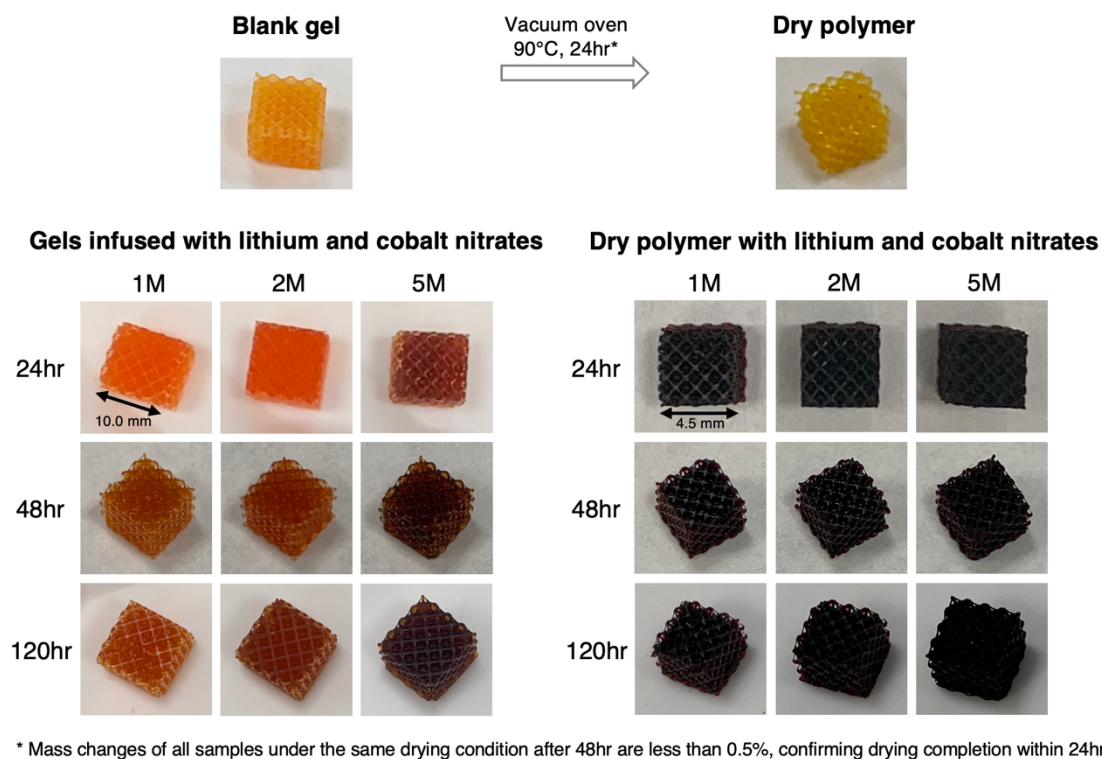 Blank gel
Vacuum oven
90°C, 24hr*
Dry polymer
Gels infused with lithium and cobalt nitrates
1M 2M 5M
24hr
10.0 mm
48hr
120hr
Dry polymer with lithium and cobalt nitrates
1M 2M 5M
24hr
4.5 mm
48hr
120hr
* Mass changes of all samples under the same drying condition after 48hr are less than 0.5%, confirming drying completion within 24hr